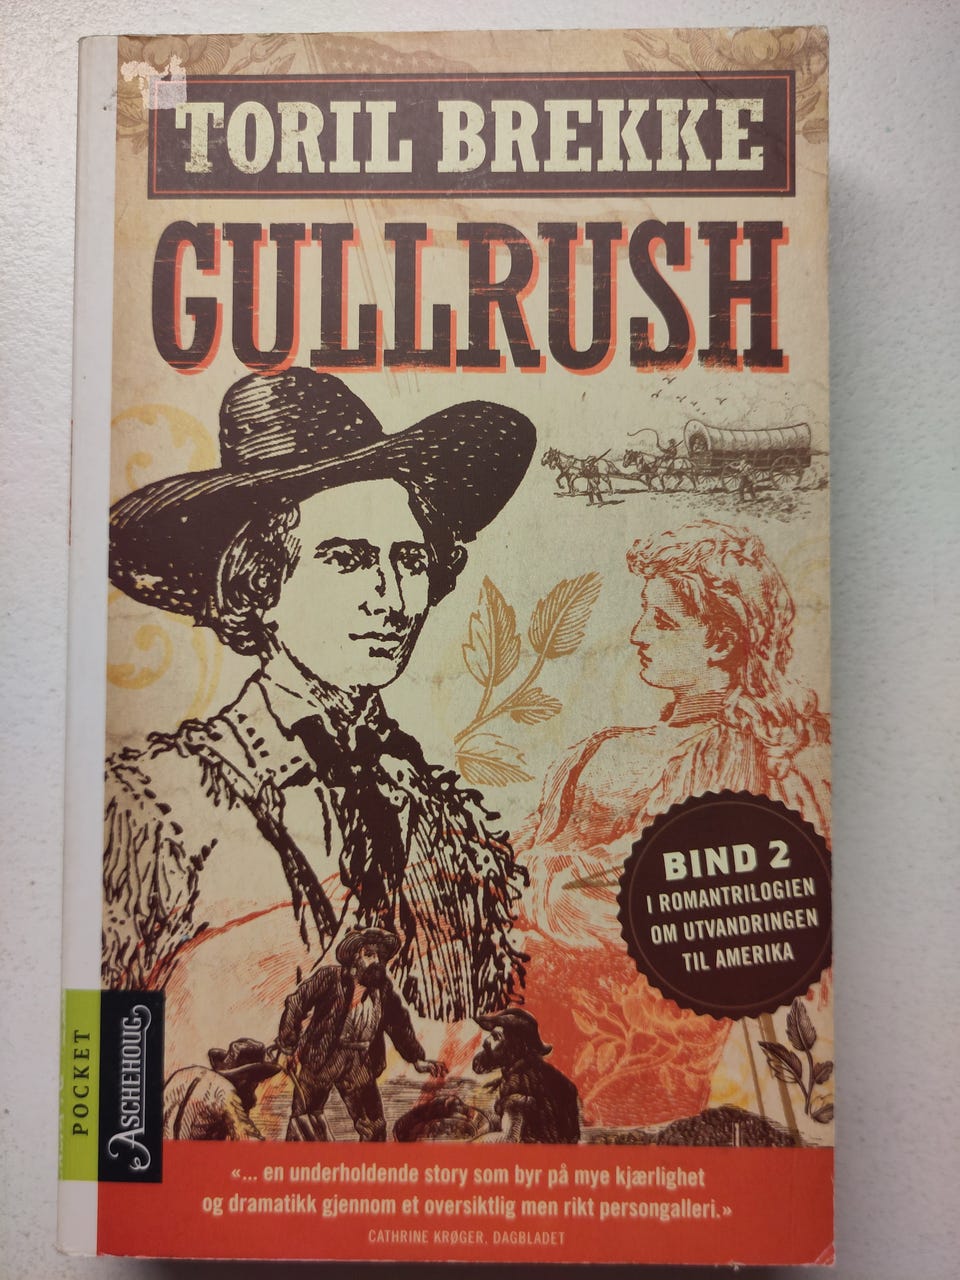 TORIL BREKKE
GULLRUSH
BIND 2
I ROMANTRILOGIEN
OM UTVANDRINGEN
TIL AMERIKA
POCKET
ASCHEHOUG
«... en underholdende story som byr på mye kjærlighet
og dramatikk gjennom et oversiktlig men rikt persongalleri.»
CATHRINE KRØGER, DAGBLADET